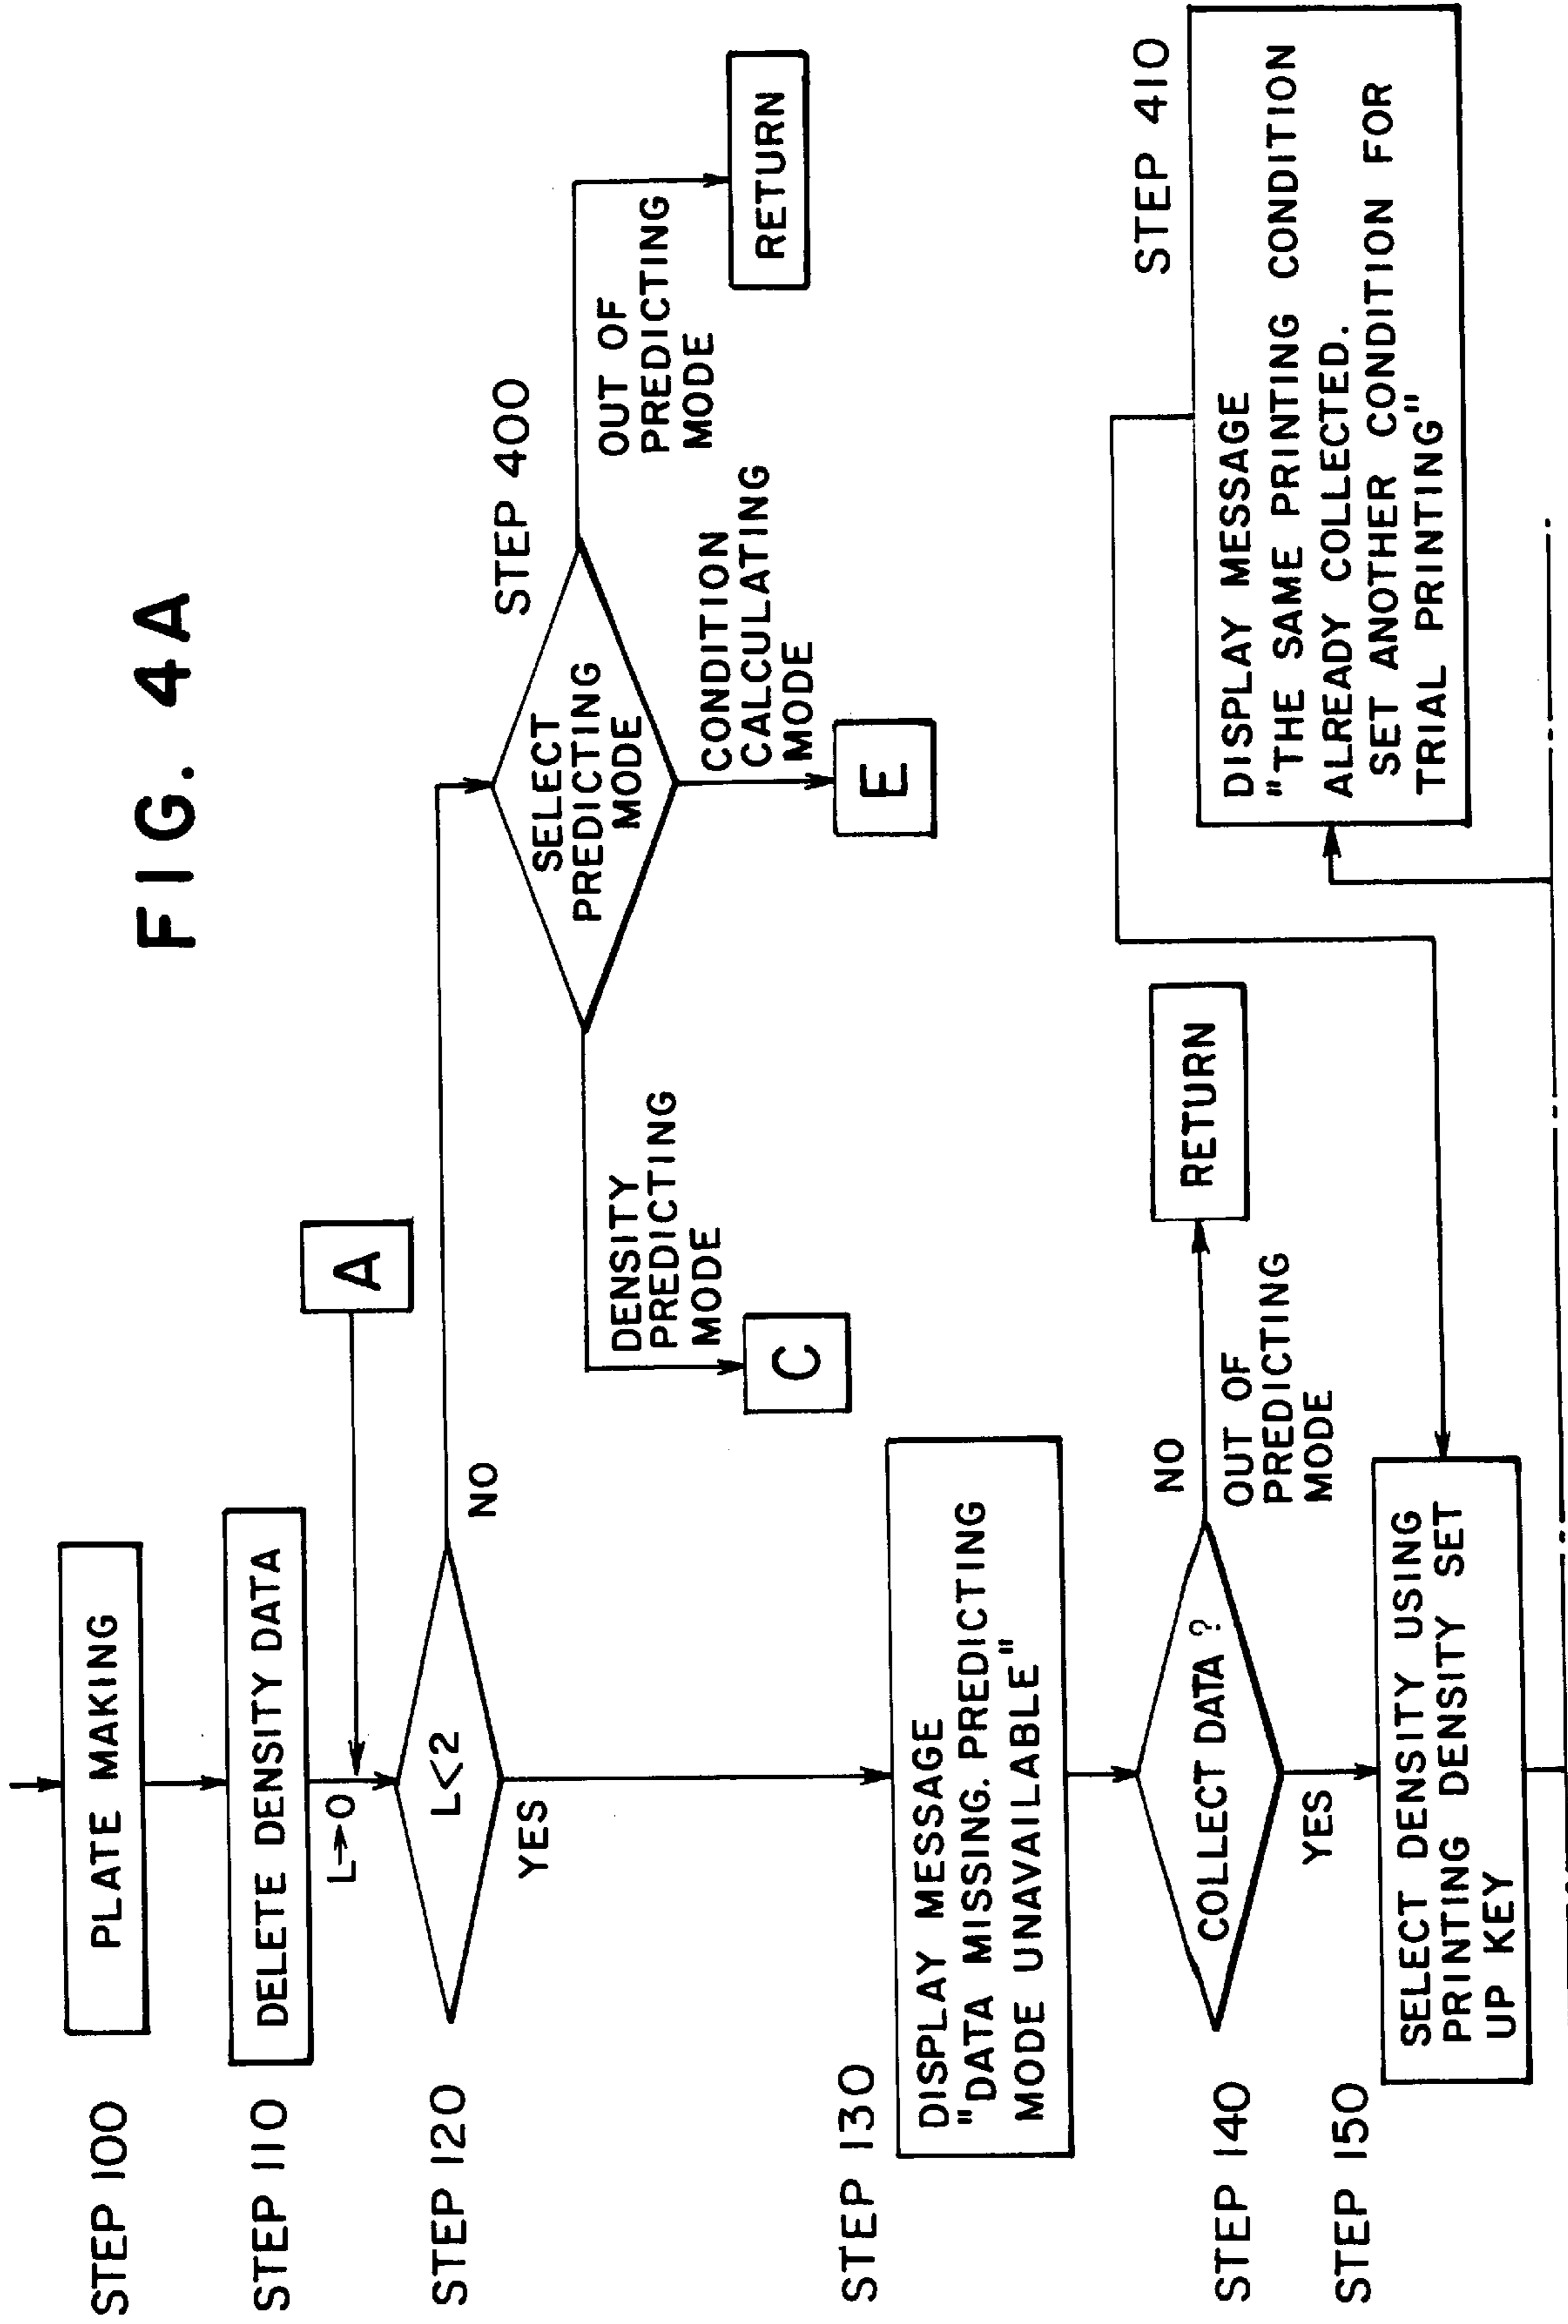 FIG. 4A
STEP 100
PLATE MAKING
STEP 110
DELETE DENSITY DATA
L→0
A
STEP 120
L<2
NO
YES
STEP 400
SELECT
PREDICTING
MODE
OUT OF
PREDICTING
MODE
RETURN
CONDITION
CALCULATING
MODE
E
DENSITY
PREDICTING
MODE
C
STEP 130
DISPLAY MESSAGE
"DATA MISSING. PREDICTING
MODE UNAVAILABLE"
STEP 140
COLLECT DATA ?
NO
OUT OF
PREDICTING
MODE
RETURN
YES
STEP 150
SELECT DENSITY USING
PRINTING DENSITY SET
UP KEY
STEP 410
DISPLAY MESSAGE
"THE SAME PRINTING CONDITION
ALREADY COLLECTED.
SET ANOTHER CONDITION FOR
TRIAL PRINTING"